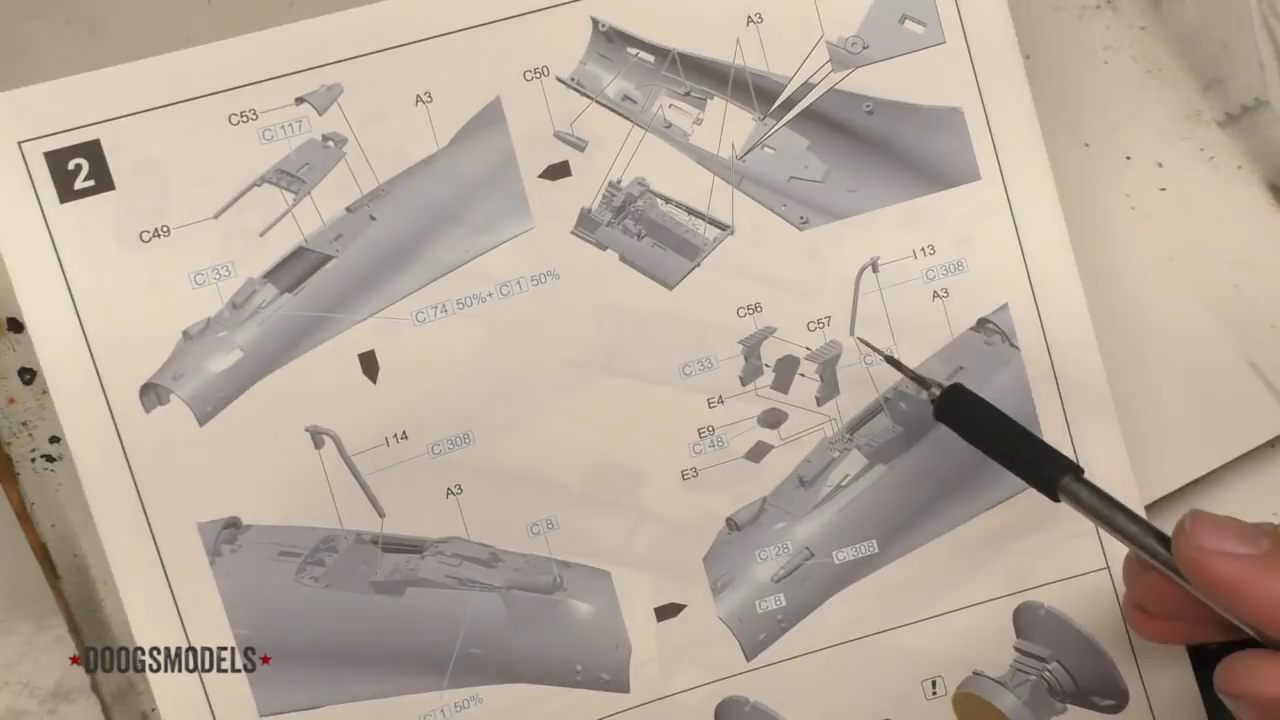 2
C53
C 117
A3
C49
C 33
C 74 50%+ C 1 50%
C50
A3
I 13
C 308
A3
C56
C57
C 33
E4
E9
C 48
E3
I 14
C 308
A3
C 8
C 28
C 308
C 8
C 1 50%
!
★DOOGSMODELS★